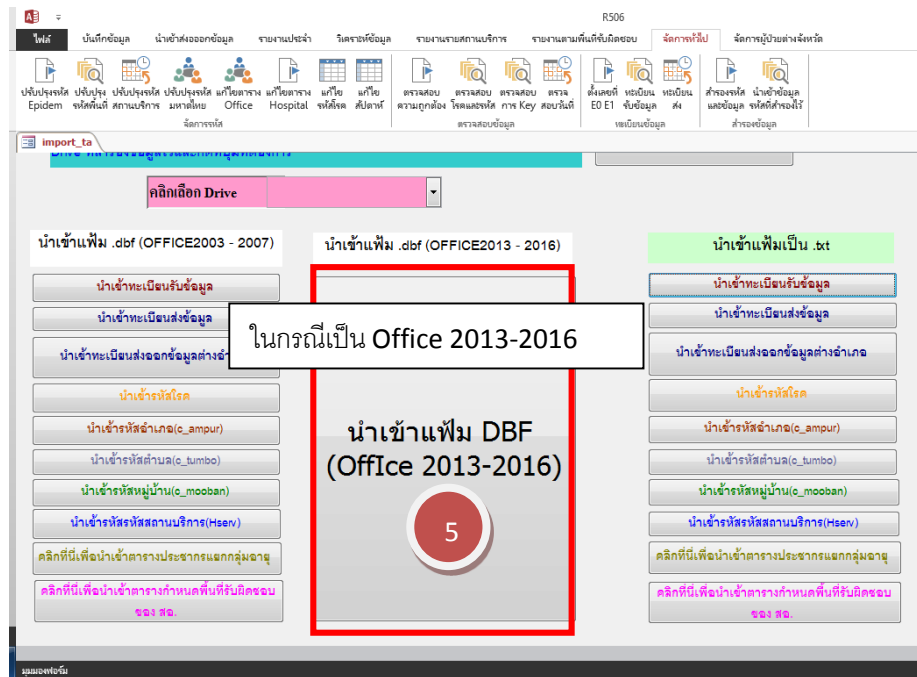 R506
ไฟล์ บันทึกข้อมูล นำเข้าส่งออกข้อมูล รายงานประจำ วิเคราะห์ข้อมูล รายงานรายสถานบริการ รายงานตามพื้นที่รับผิดชอบ จัดการทั่วไป จัดการผู้ป่วยต่างจังหวัด
ปรับปรุงรหัส ปรับปรุง ปรับปรุงรหัส ปรับปรุงรหัส แก้ไขตาราง แก้ไขตาราง แก้ไข แก้ไข ตรวจสอบ ตรวจสอบ ตรวจสอบ ตรวจ ตั้งเลขที่ ทะเบียน ทะเบียน สำรองรหัส นำเข้าข้อมูล
Epidem รหัสพื้นที่ สถานบริการ มหาดไทย Office Hospital รหัสโรค สัปดาห์ ความถูกต้อง โรคและรหัส การ Key สอบวันที่ E0 E1 รับข้อมูล ส่ง และข้อมูล รหัสที่สำรองไว้
จัดการรหัส ตรวจสอบข้อมูล ทะเบียนข้อมูล สำรองข้อมูล
import_ta
คลิกเลือก Drive
นำเข้าแฟ้ม .dbf (OFFICE2003 - 2007) นำเข้าแฟ้ม .dbf (OFFICE2013 - 2016) นำเข้าแฟ้มเป็น .txt
นำเข้าทะเบียนรับข้อมูล นำเข้าทะเบียนรับข้อมูล
นำเข้าทะเบียนส่งข้อมูล นำเข้าทะเบียนส่งข้อมูล
ในกรณีเป็น Office 2013-2016
นำเข้าทะเบียนส่งออกข้อมูลต่างอำเภอ
นำเข้ารหัสโรค นำเข้ารหัสโรค
นำเข้ารหัสอำเภอ(c_ampur) นำเข้ารหัสอำเภอ(c_ampur)
นำเข้าแฟ้ม DBF
(OffIce 2013-2016)
นำเข้ารหัสตำบล(c_tumbo) นำเข้ารหัสตำบล(c_tumbo)
นำเข้ารหัสหมู่บ้าน(c_mooban) นำเข้ารหัสหมู่บ้าน(c_mooban)
นำเข้ารหัสรหัสสถานบริการ(Hserv) นำเข้ารหัสรหัสสถานบริการ(Hserv)
5
คลิกที่นี่เพื่อนำเข้าตารางประชากรแยกกลุ่มอายุ คลิกที่นี่เพื่อนำเข้าตารางประชากรแยกกลุ่มอายุ
คลิกที่นี่เพื่อนำเข้าตารางกำหนดพื้นที่รับผิดชอบ คลิกที่นี่เพื่อนำเข้าตารางกำหนดพื้นที่รับผิดชอบ
ของ สอ. ของ สอ.
มุมมองฟอร์ม